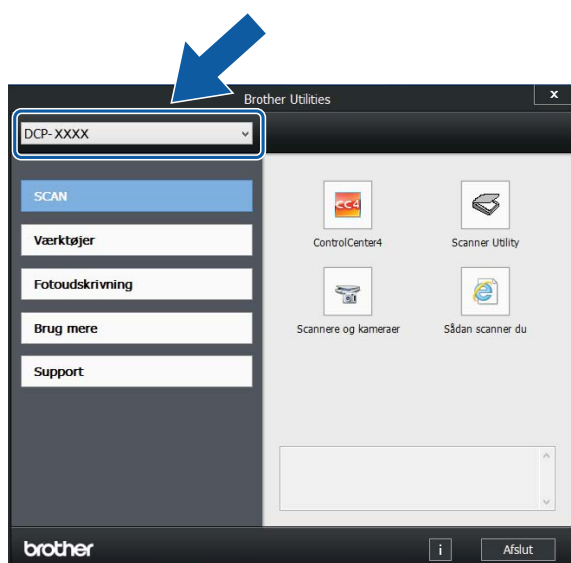 Brother Utilities
x
DCP-XXXX
SCAN
Værktøjer
Fotoudskrivning
Brug mere
Support
CC4
ControlCenter4
Scanner Utility
Scannere og kameraer
Sådan scanner du
brother
i
Afslut